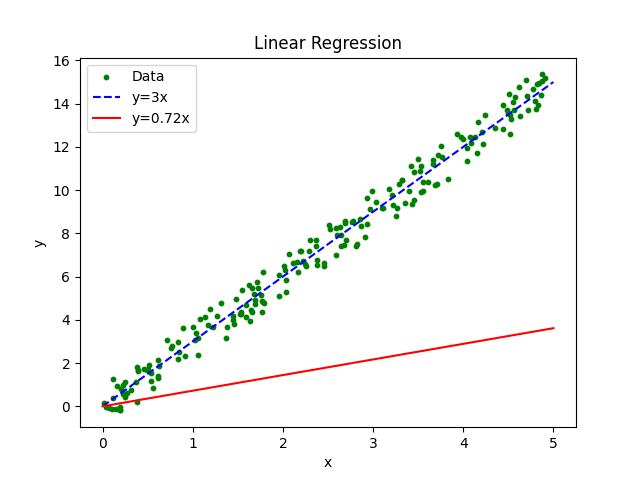 Linear Regression
Data
y=3x
y=0.72x
16
14
12
10
8
6
4
2
0
y
0 1 2 3 4 5
x